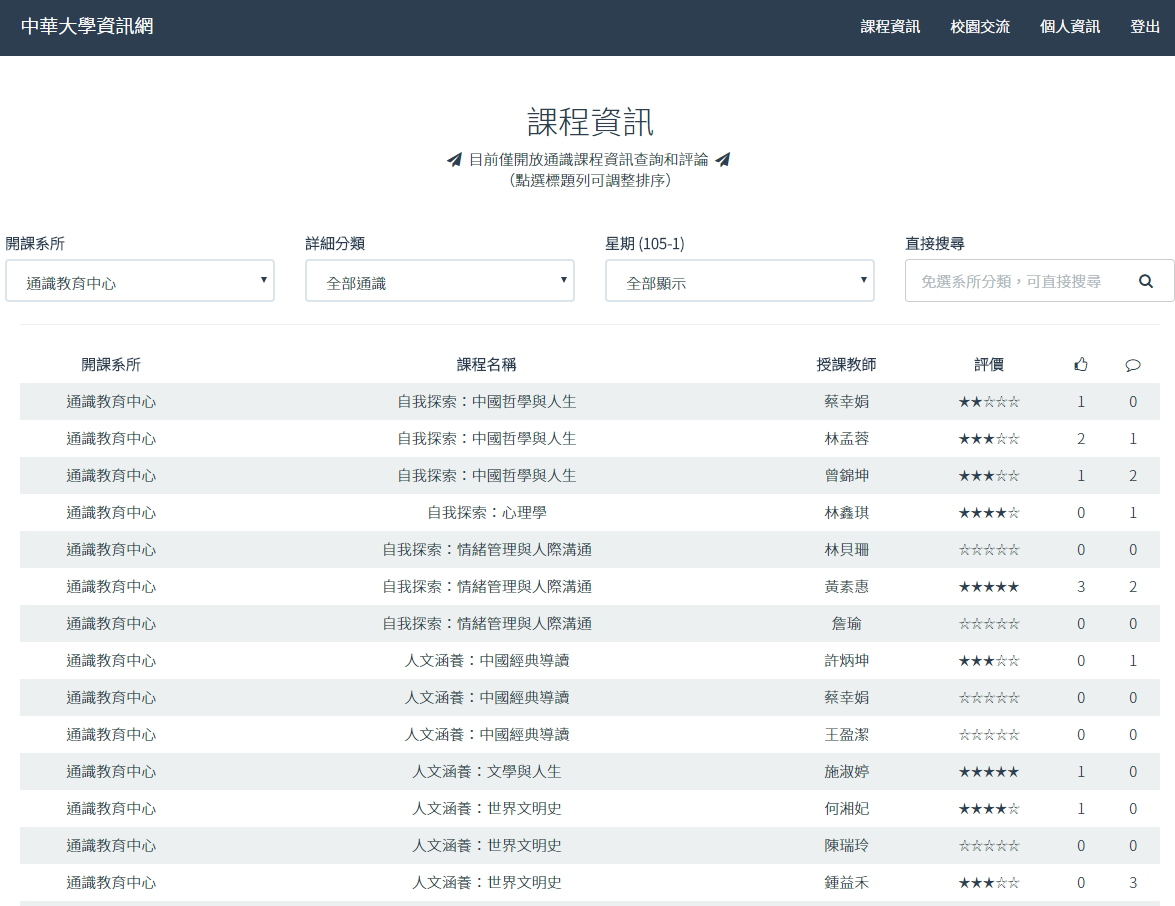 中華大學資訊網 課程資訊 校園交流 個人資訊 登出
課程資訊
目前僅開放通識課程資訊查詢和評論
（點選標題列可調整排序）
開課系所 詳細分類 星期 (105-1) 直接搜尋
通識教育中心 全部通識 全部顯示 免選系所分類，可直接搜尋
開課系所 課程名稱 授課教師 評價
通識教育中心 自我探索：中國哲學與人生 蔡幸娟 ★★☆☆☆ 1 0
通識教育中心 自我探索：中國哲學與人生 林孟蓉 ★★★☆☆ 2 1
通識教育中心 自我探索：中國哲學與人生 曾錦坤 ★★★☆☆ 1 2
通識教育中心 自我探索：心理學 林鑫琪 ★★★★☆ 0 1
通識教育中心 自我探索：情緒管理與人際溝通 林貝珊 ☆☆☆☆☆ 0 0
通識教育中心 自我探索：情緒管理與人際溝通 黃素惠 ★★★★★ 3 2
通識教育中心 自我探索：情緒管理與人際溝通 詹瑜 ☆☆☆☆☆ 0 0
通識教育中心 人文涵養：中國經典導讀 許炳坤 ★★★☆☆ 0 1
通識教育中心 人文涵養：中國經典導讀 蔡幸娟 ☆☆☆☆☆ 0 0
通識教育中心 人文涵養：中國經典導讀 王盈潔 ☆☆☆☆☆ 0 0
通識教育中心 人文涵養：文學與人生 施淑婷 ★★★★★ 1 0
通識教育中心 人文涵養：世界文明史 何湘妃 ★★★★☆ 1 0
通識教育中心 人文涵養：世界文明史 陳瑞玲 ☆☆☆☆☆ 0 0
通識教育中心 人文涵養：世界文明史 鍾益禾 ★★★☆☆ 0 3